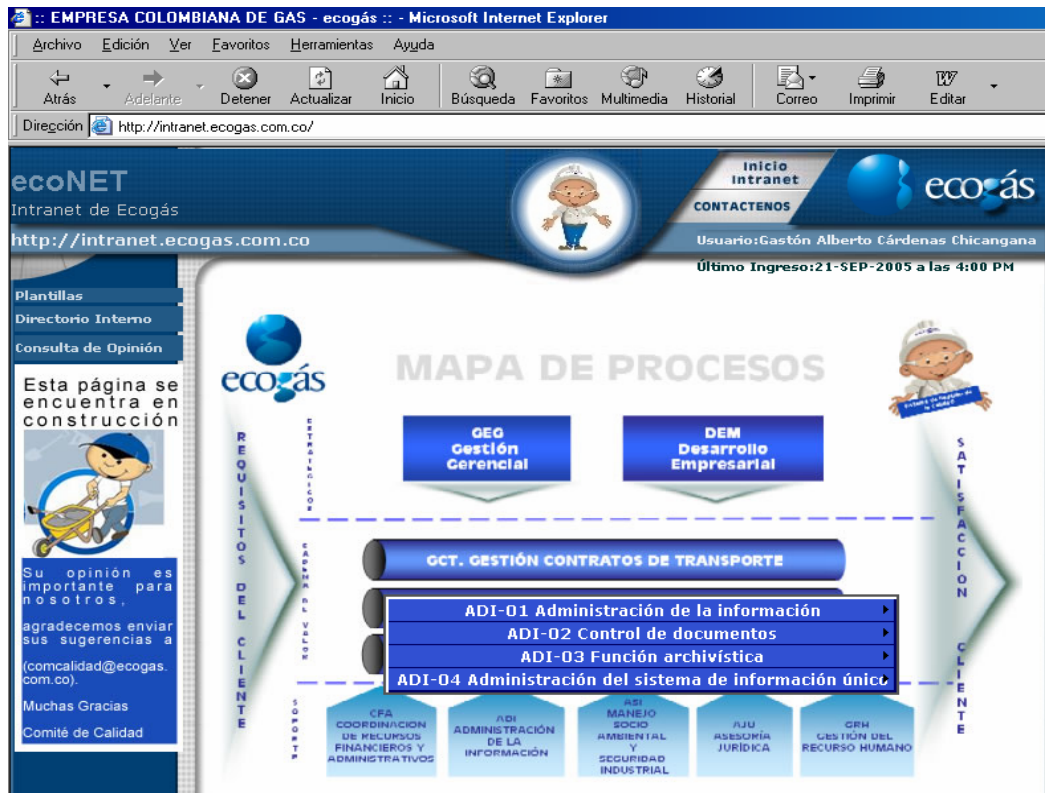 :: EMPRESA COLOMBIANA DE GAS - ecogás :: - Microsoft Internet Explorer
Archivo Edición Ver Favoritos Herramientas Ayuda
Atrás Adelante Detener Actualizar Inicio Búsqueda Favoritos Multimedia Historial Correo Imprimir Editar
Dirección http://intranet.ecogas.com.co/
ecoNET
Intranet de Ecogás
http://intranet.ecogas.com.co
Inicio
Intranet
CONTACTENOS
ecogás
Usuario:Gastón Alberto Cárdenas Chicangana
Último Ingreso:21-SEP-2005 a las 4:00 PM
Plantillas
Directorio Interno
Consulta de Opinión
Esta página se
encuentra en
construcción
Su opinión es
importante para
nosotros,
agradecemos enviar
sus sugerencias a
(comcalidad@ecogas.
com.co).
Muchas Gracias
Comité de Calidad
ecogás
MAPA DE PROCESOS
REQUISITOS DEL CLIENTE
ESTRATEGICOS
GEG
Gestión
Gerencial
DEM
Desarrollo
Empresarial
CADENA DE VALOR
GCT. GESTIÓN CONTRATOS DE TRANSPORTE
ADI-01 Administración de la información
ADI-02 Control de documentos
ADI-03 Función archivística
ADI-04 Administración del sistema de información único
SOPORTE
CFA
COORDINACION
DE RECURSOS
FINANCIEROS Y
ADMINISTRATIVOS
ADI
ADMINISTRACIÓN
DE LA
INFORMACIÓN
ASI
MANEJO
SOCIO
AMBIENTAL
Y
SEGURIDAD
INDUSTRIAL
AJU
ASESORÍA
JURÍDICA
GRH
GESTIÓN DEL
RECURSO HUMANO
SATISFACCION CLIENTE